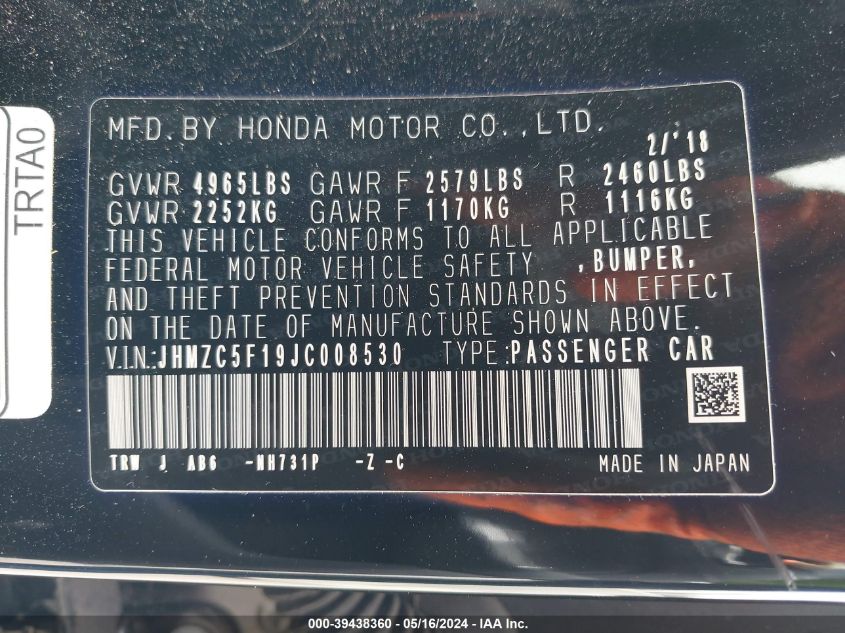 TRTA0
MFD. BY HONDA MOTOR CO., LTD. 2/'18
GVWR 4965LBS GAWR F 2579LBS R 2460LBS
GVWR 2252KG GAWR F 1170KG R 1116KG
THIS VEHICLE CONFORMS TO ALL APPLICABLE
FEDERAL MOTOR VEHICLE SAFETY , BUMPER,
AND THEFT PREVENTION STANDARDS IN EFFECT
ON THE DATE OF MANUFACTURE SHOWN ABOVE.
V.I.N.:JHMZC5F19JC008530 TYPE:PASSENGER CAR
TRW J AB6 -NH731P -Z -C MADE IN JAPAN
000-39438360 — 05/16/2024 — IAA Inc.